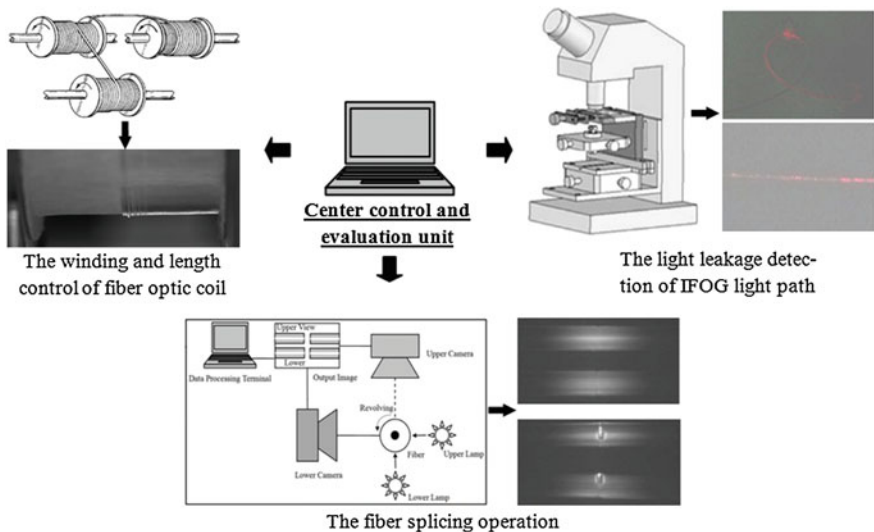 Center control and
evaluation unit
The winding and length
control of fiber optic coil
The light leakage detec-
tion of IFOG light path
Upper View
Lower
Data Processing Terminal
Output Image
Upper Camera
Revolving
Fiber
Upper Lamp
Lower Camera
Lower Lamp
The fiber splicing operation